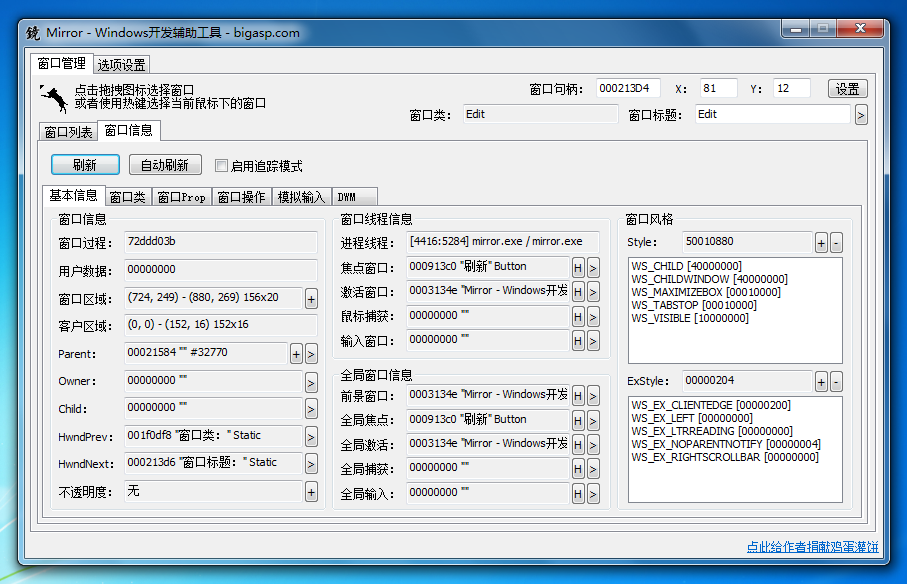 镜 Mirror - Windows开发辅助工具 - bigasp.com
窗口管理 选项设置
点击拖拽图标选择窗口
或者使用热键选择当前鼠标下的窗口
窗口句柄: 000213D4 X: 81 Y: 12 设置
窗口类: Edit 窗口标题: Edit >
窗口列表 窗口信息
刷新 自动刷新 启用追踪模式
基本信息 窗口类 窗口Prop 窗口操作 模拟输入 DWM
窗口信息
窗口过程: 72ddd03b
用户数据: 00000000
窗口区域: (724, 249) - (880, 269) 156x20 +
客户区域: (0, 0) - (152, 16) 152x16
Parent: 00021584 "" #32770 + >
Owner: 00000000 "" >
Child: 00000000 "" >
HwndPrev: 001f0df8 "窗口类: " Static >
HwndNext: 000213d6 "窗口标题: " Static >
不透明度: 无 +
窗口线程信息
进程线程: [4416:5284] mirror.exe / mirror.exe
焦点窗口: 000913c0 "刷新" Button H >
激活窗口: 0003134e "Mirror - Windows开发 H >
鼠标捕获: 00000000 "" H >
输入窗口: 00000000 "" H >
全局窗口信息
前景窗口: 0003134e "Mirror - Windows开发 H >
全局焦点: 000913c0 "刷新" Button H >
全局激活: 0003134e "Mirror - Windows开发 H >
全局捕获: 00000000 "" H >
全局输入: 00000000 "" H >
窗口风格
Style: 50010880 + -
WS_CHILD [40000000]
WS_CHILDWINDOW [40000000]
WS_MAXIMIZEBOX [00010000]
WS_TABSTOP [00010000]
WS_VISIBLE [10000000]
ExStyle: 00000204 + -
WS_EX_CLIENTEDGE [00000200]
WS_EX_LEFT [00000000]
WS_EX_LTRREADING [00000000]
WS_EX_NOPARENTNOTIFY [00000004]
WS_EX_RIGHTSCROLLBAR [00000000]
点此给作者捐献鸡蛋灌饼